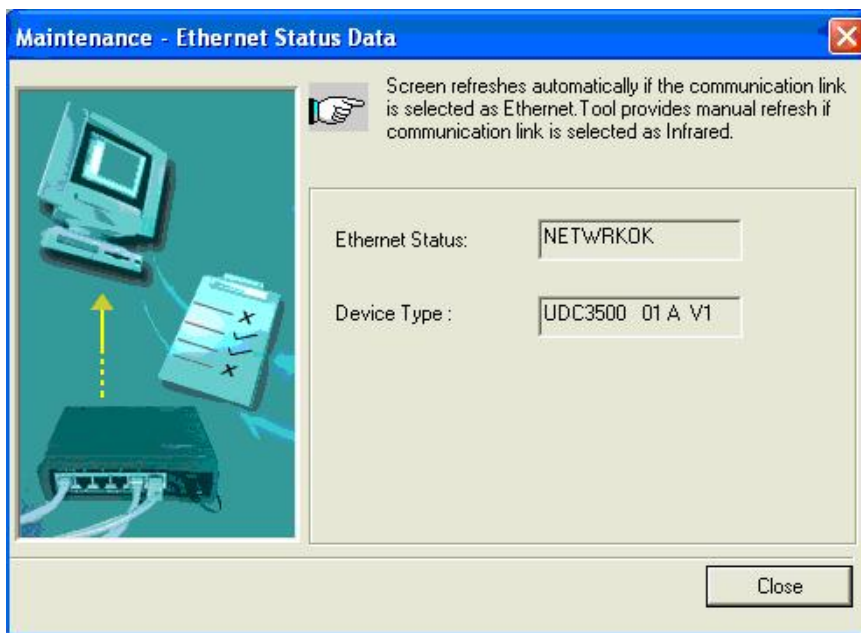 Maintenance - Ethernet Status Data
Screen refreshes automatically if the communication link
is selected as Ethernet.Tool provides manual refresh if
communication link is selected as Infrared.
Ethernet Status: NETWRKOK
Device Type : UDC3500 01 A V1
Close